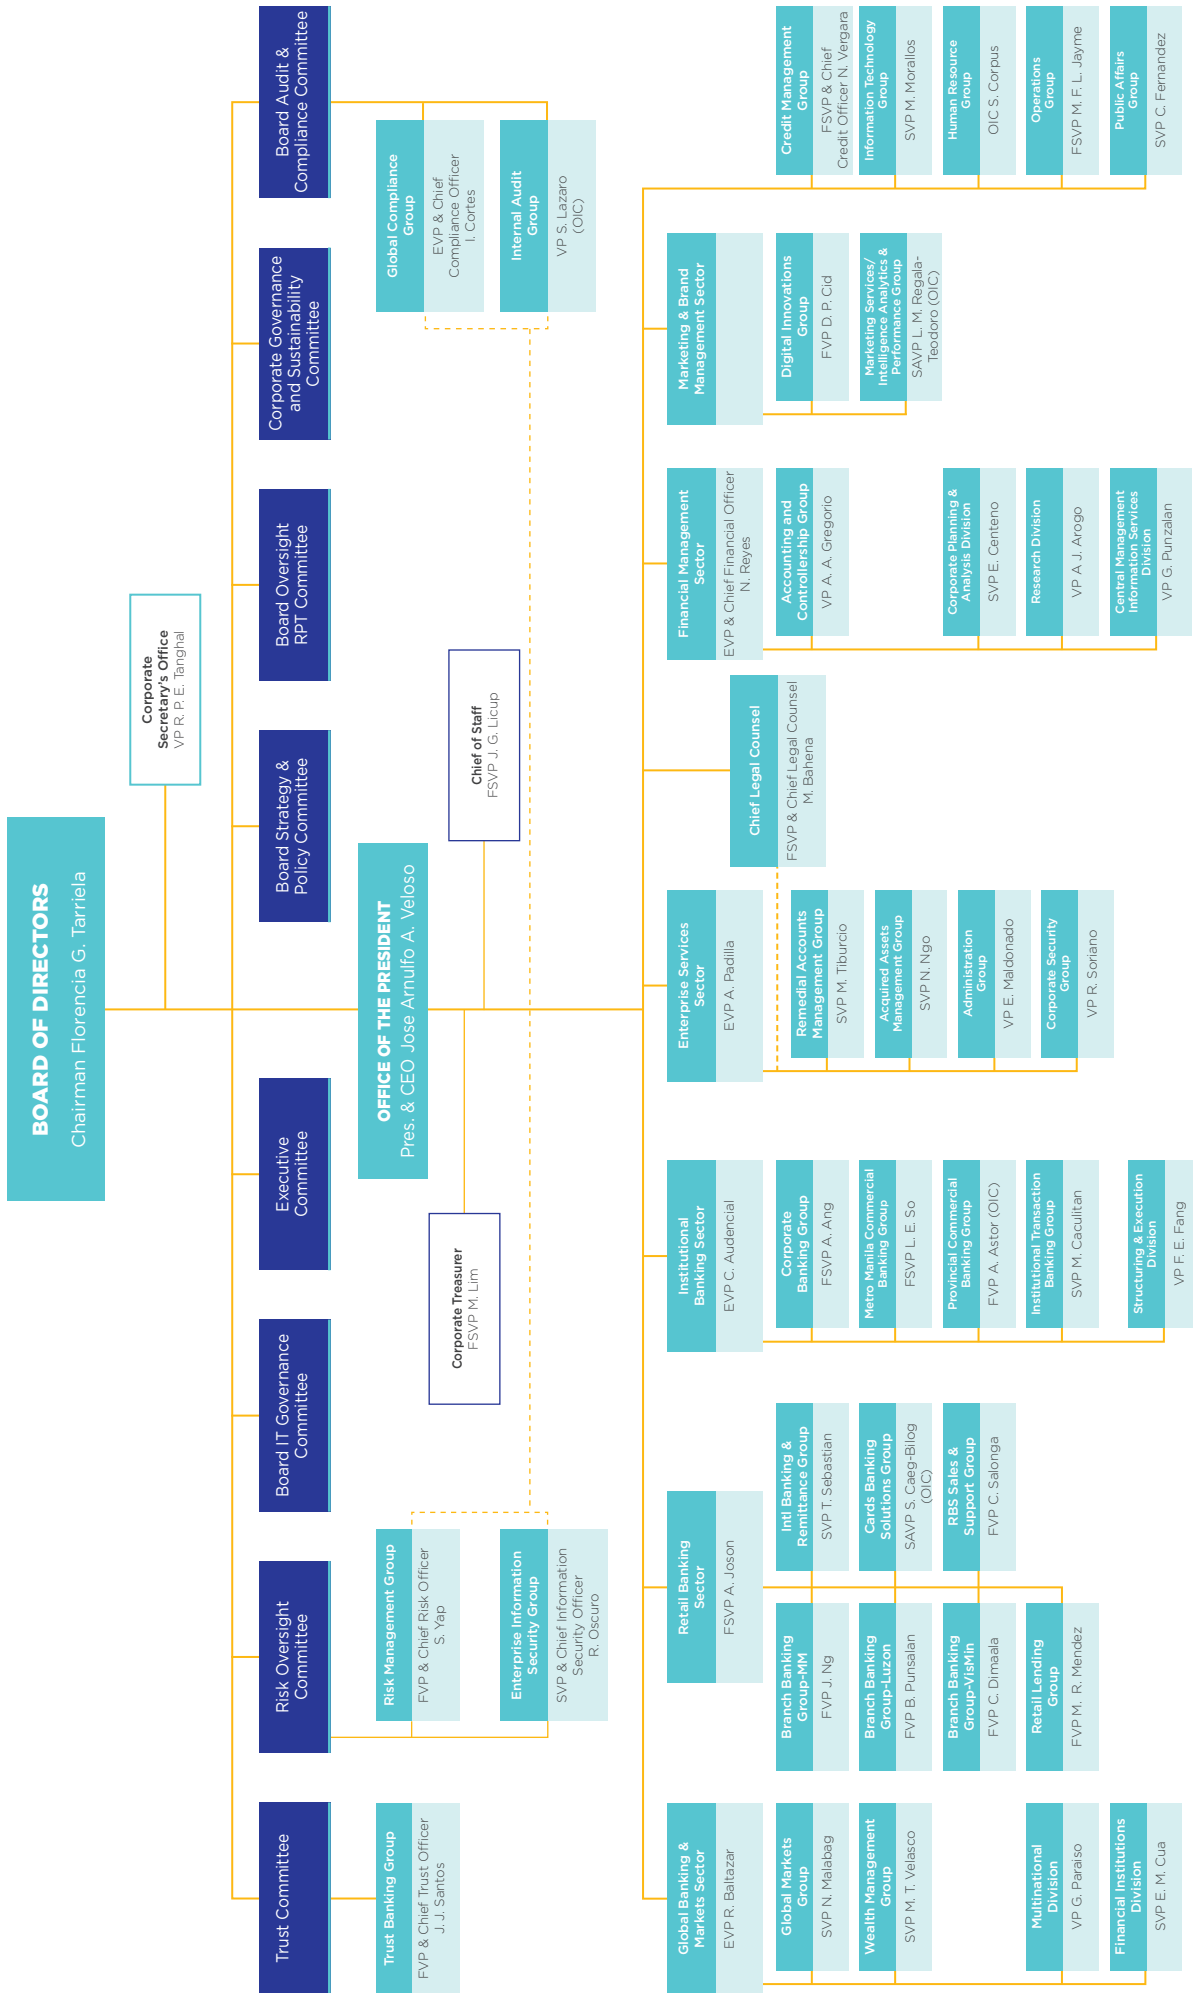 BOARD OF DIRECTORS
Chairman Florencia G. Tarriela
Corporate
Secretary's Office
VP R. P. E. Tanghal
Trust Committee
Risk Oversight
Committee
Board IT Governance
Committee
Executive
Committee
Board Strategy &
Policy Committee
Board Oversight
RPT Committee
Corporate Governance
and Sustainability
Committee
Board Audit &
Compliance Committee
OFFICE OF THE PRESIDENT
Pres. & CEO Jose Arnulfo A. Veloso
Trust Banking Group
FVP & Chief Trust Officer
J. J. Santos
Risk Management Group
FVP & Chief Risk Officer
S. Yap
Enterprise Information
Security Group
SVP & Chief Information
Security Officer
R. Oscuro
Corporate Treasurer
FSVP M. Lim
Chief of Staff
FSVP J. G. Licup
Global Compliance
Group
EVP & Chief
Compliance Officer
I. Cortes
Internal Audit
Group
VP S. Lazaro
(OIC)
Global Banking &
Markets Sector
EVP R. Baltazar
Global Markets
Group
SVP N. Malabag
Wealth Management
Group
SVP M. T. Velasco
Multinational
Division
VP G. Paraiso
Financial Institutions
Division
SVP E. M. Cua
Retail Banking
Sector
FSVP A. Joson
Branch Banking
Group-MM
FVP J. Ng
Branch Banking
Group-Luzon
FVP B. Punsalan
Branch Banking
Group-VisMin
FVP C. Dimaala
Retail Lending
Group
FVP M. R. Mendez
Intl Banking &
Remittance Group
SVP T. Sebastian
Cards Banking
Solutions Group
SAVP S. Caeg-Bilog
(OIC)
RBS Sales &
Support Group
FVP C. Salonga
Institutional
Banking Sector
EVP C. Audencial
Corporate
Banking Group
FSVP A. Ang
Metro Manila Commercial
Banking Group
FSVP L. E. So
Provincial Commercial
Banking Group
FVP A. Astor (OIC)
Institutional Transaction
Banking Group
SVP M. Caculitan
Structuring & Execution
Division
VP F. E. Fang
Enterprise Services
Sector
EVP A. Padilla
Remedial Accounts
Management Group
SVP M. Tiburcio
Acquired Assets
Management Group
SVP N. Ngo
Administration
Group
VP E. Maldonado
Corporate Security
Group
VP R. Soriano
Chief Legal Counsel
FSVP & Chief Legal Counsel
M. Bahena
Financial Management
Sector
EVP & Chief Financial Officer
N. Reyes
Accounting and
Controllership Group
VP A. A. Gregorio
Corporate Planning &
Analysis Division
SVP E. Centeno
Research Division
VP A J. Arogo
Central Management
Information Services
Division
VP G. Punzalan
Marketing & Brand
Management Sector
Digital Innovations
Group
FVP D. P. Cid
Marketing Services/
Intelligence Analytics &
Performance Group
SAVP L. M. Regala-
Teodoro (OIC)
Credit Management
Group
FSVP & Chief
Credit Officer N. Vergara
Information Technology
Group
SVP M. Morallos
Human Resource
Group
OIC S. Corpus
Operations
Group
FSVP M. F. L. Jayme
Public Affairs
Group
SVP C. Fernandez